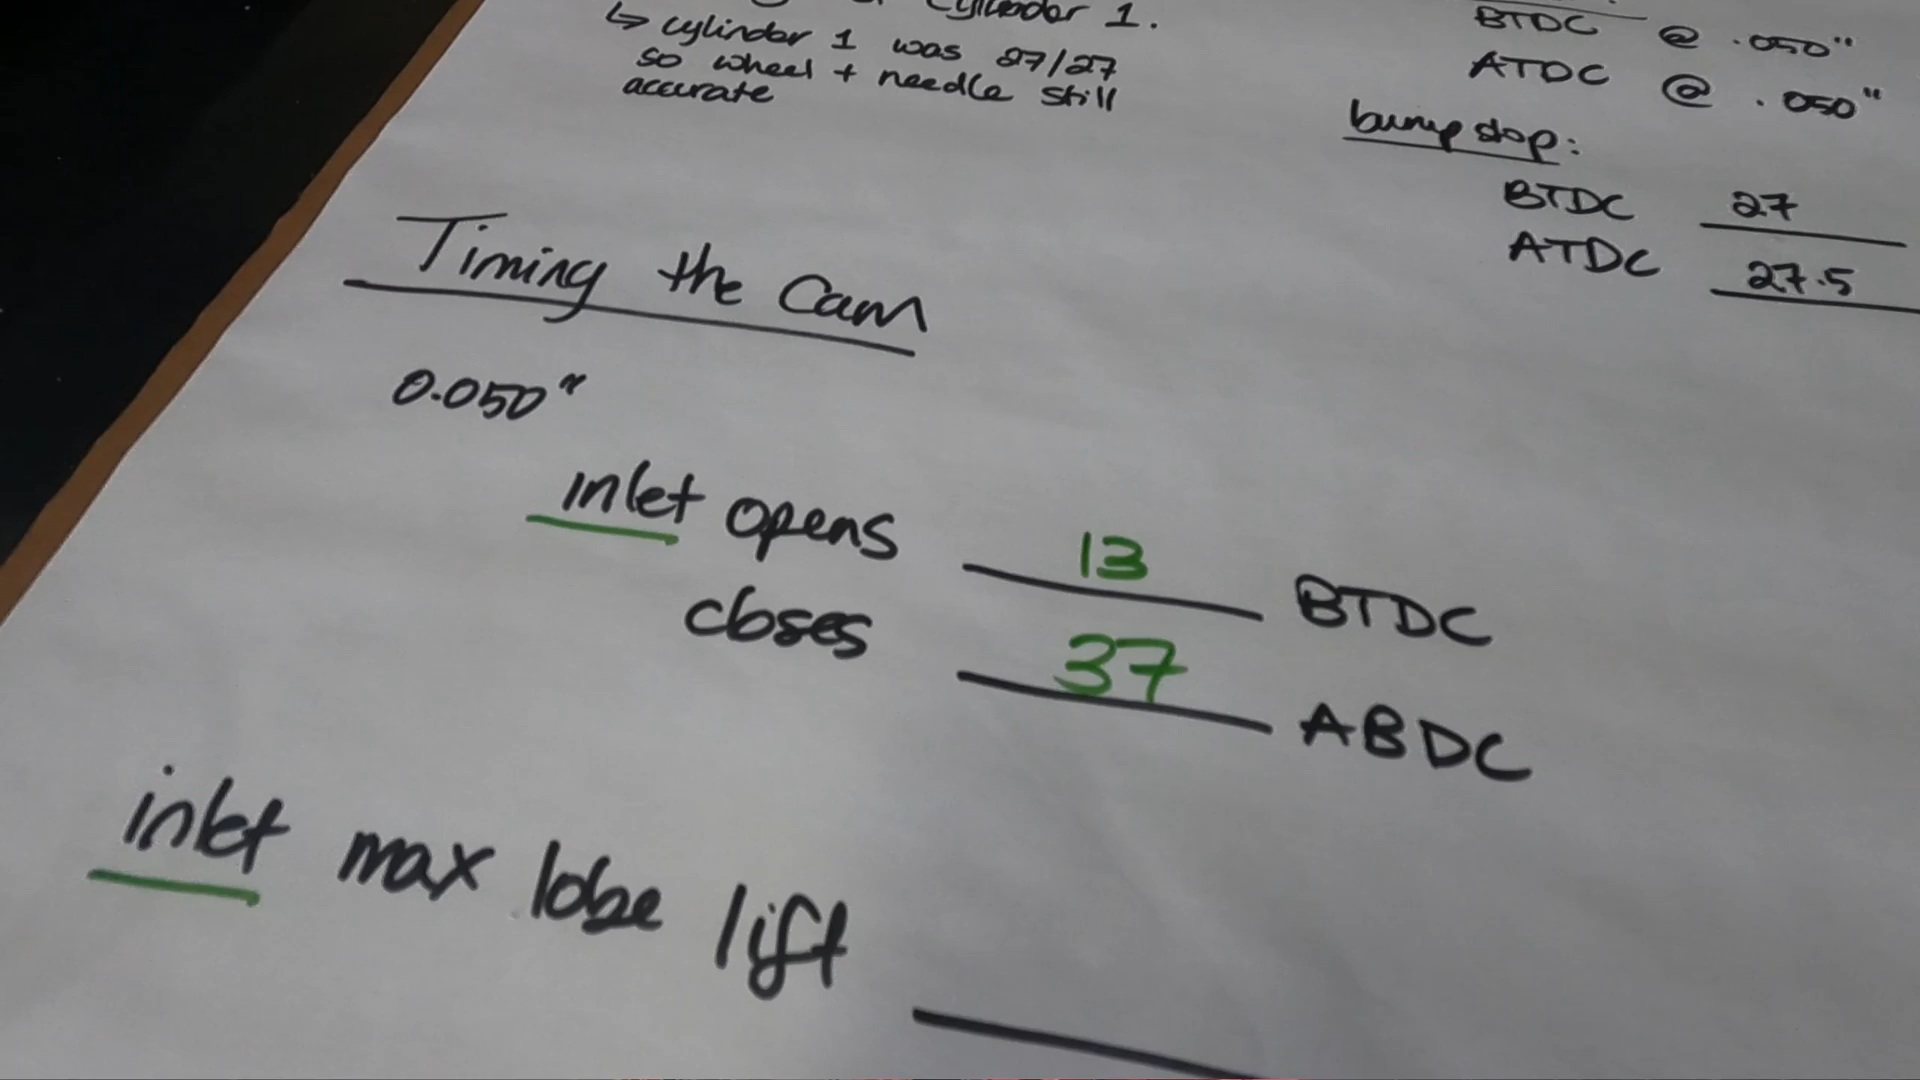 cylinder 1.
↳ cylinder 1 was 27/27
so wheel + needle still
accurate
BTDC @ .050"
ATDC @ .050"
bump stop:
BTDC 27
ATDC 27.5
Timing the Cam
0.050"
inlet opens 13 BTDC
closes 37 ABDC
inlet max lobe lift